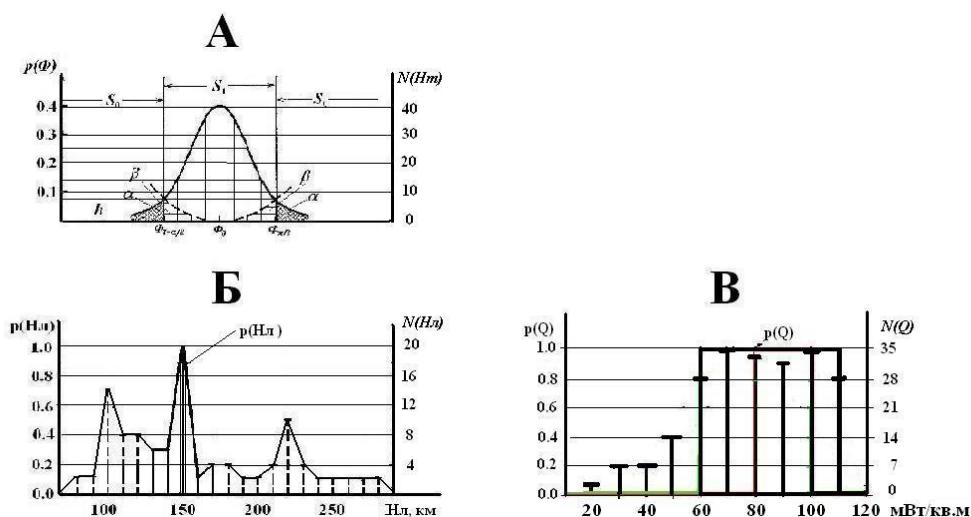 А
p(Ф) N(Нт)
S₀ S₁
0.4 40
0.3 30
0.2 20
β β
0.1 10
α α
h 0
Φ₀
Б
p(Нл) N(Нл)
p(Нл)
1.0 20
0.8 16
0.6 12
0.4 8
0.2 4
0.0
100 150 200 250 Нл, км
В
p(Q) N(Q)
p(Q)
1.0 35
0.8 28
0.6 21
0.4 14
0.2 7
0.0 0
20 40 60 80 100 120 мВт/кв.м